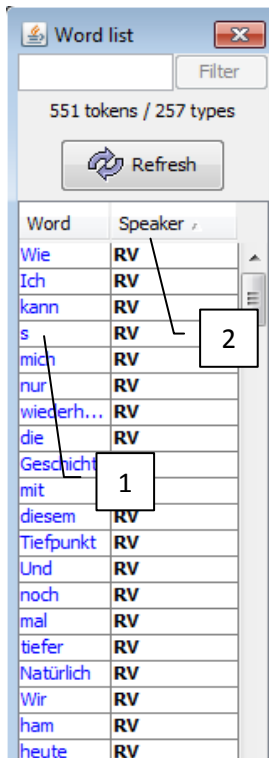 Word list
Filter
551 tokens / 257 types
Refresh
Word Speaker
Wie RV
Ich RV
kann RV
s RV
2
mich RV
nur RV
wiederh... RV
die RV
Geschicht
1
mit
diesem RV
Tiefpunkt RV
Und RV
noch RV
mal RV
tiefer RV
Natürlich RV
Wir RV
ham RV
heute RV